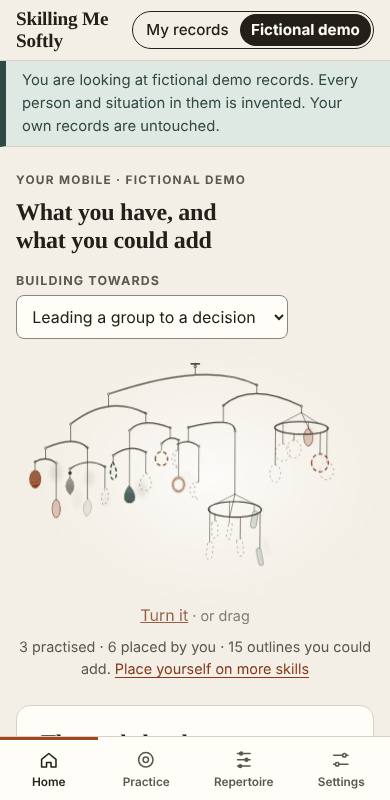 Skilling Me
Softly
My records
Fictional demo
You are looking at fictional demo records. Every
person and situation in them is invented. Your
own records are untouched.
YOUR MOBILE · FICTIONAL DEMO
What you have, and
what you could add
BUILDING TOWARDS
Leading a group to a decision
Turn it · or drag
3 practised · 6 placed by you · 15 outlines you could
add. Place yourself on more skills
Home
Practice
Repertoire
Settings